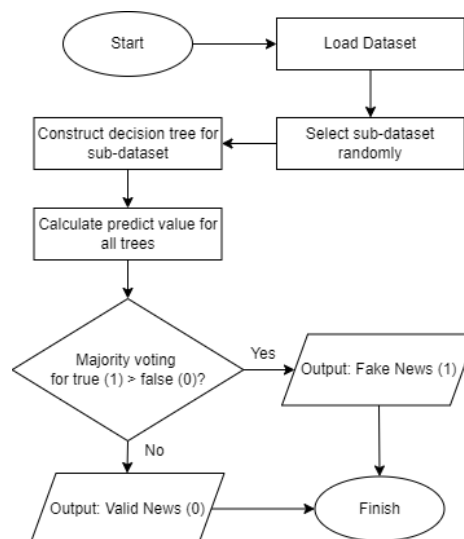 Start
Load Dataset
Select sub-dataset
randomly
Construct decision tree for
sub-dataset
Calculate predict value for
all trees
Majority voting
for true (1) > false (0)?
Yes
Output: Fake News (1)
No
Output: Valid News (0)
Finish